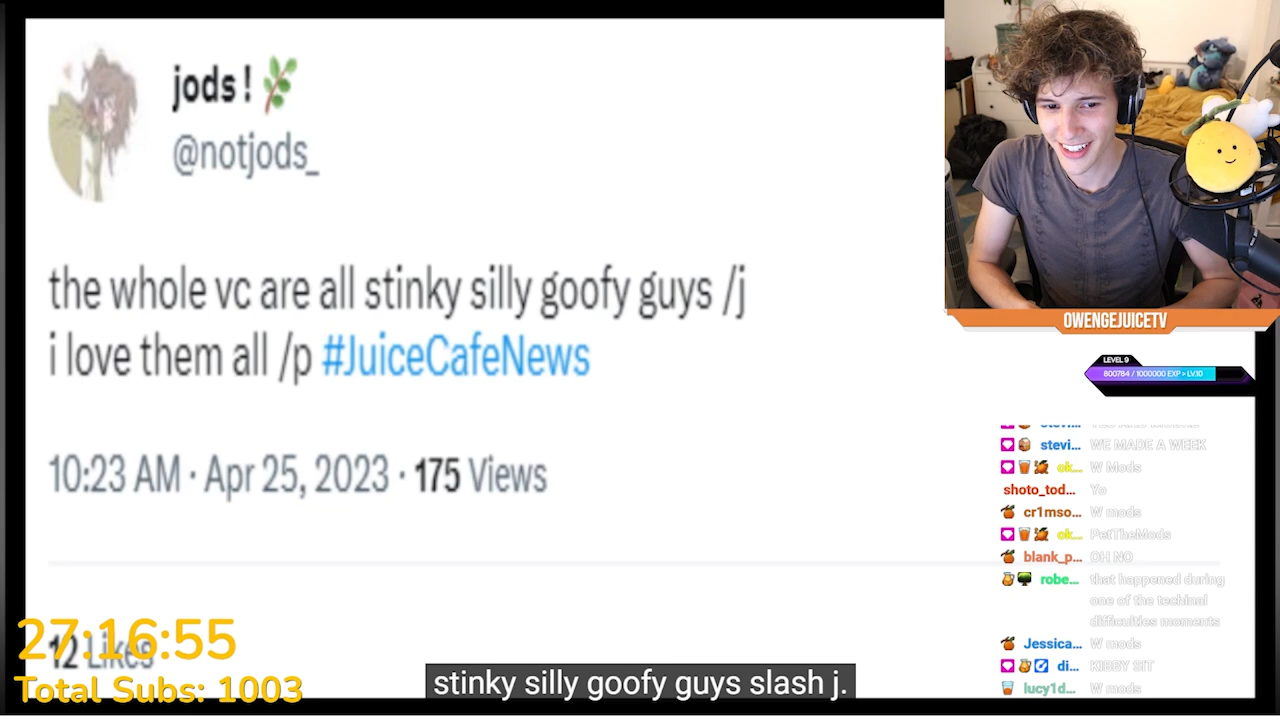 jods !
@notjods_
the whole vc are all stinky silly goofy guys /j
i love them all /p #JuiceCafeNews
10:23 AM · Apr 25, 2023 · 175 Views
12 Likes
27:16:55
Total Subs: 1003
stinky silly goofy guys slash j.
OWENGEJUICETV
LEVEL 9
800784 / 1000000 EXP > LV.10
stevi... WE MADE A WEEK
ok... W Mods
shoto_tod... Yo
cr1mso... W mods
ok... PetTheMods
blank_p... OH NO
robe... that happened during
one of the techinal
difficulties moments
Jessica... W mods
di... KIBBY SIT
lucy1d... W mods